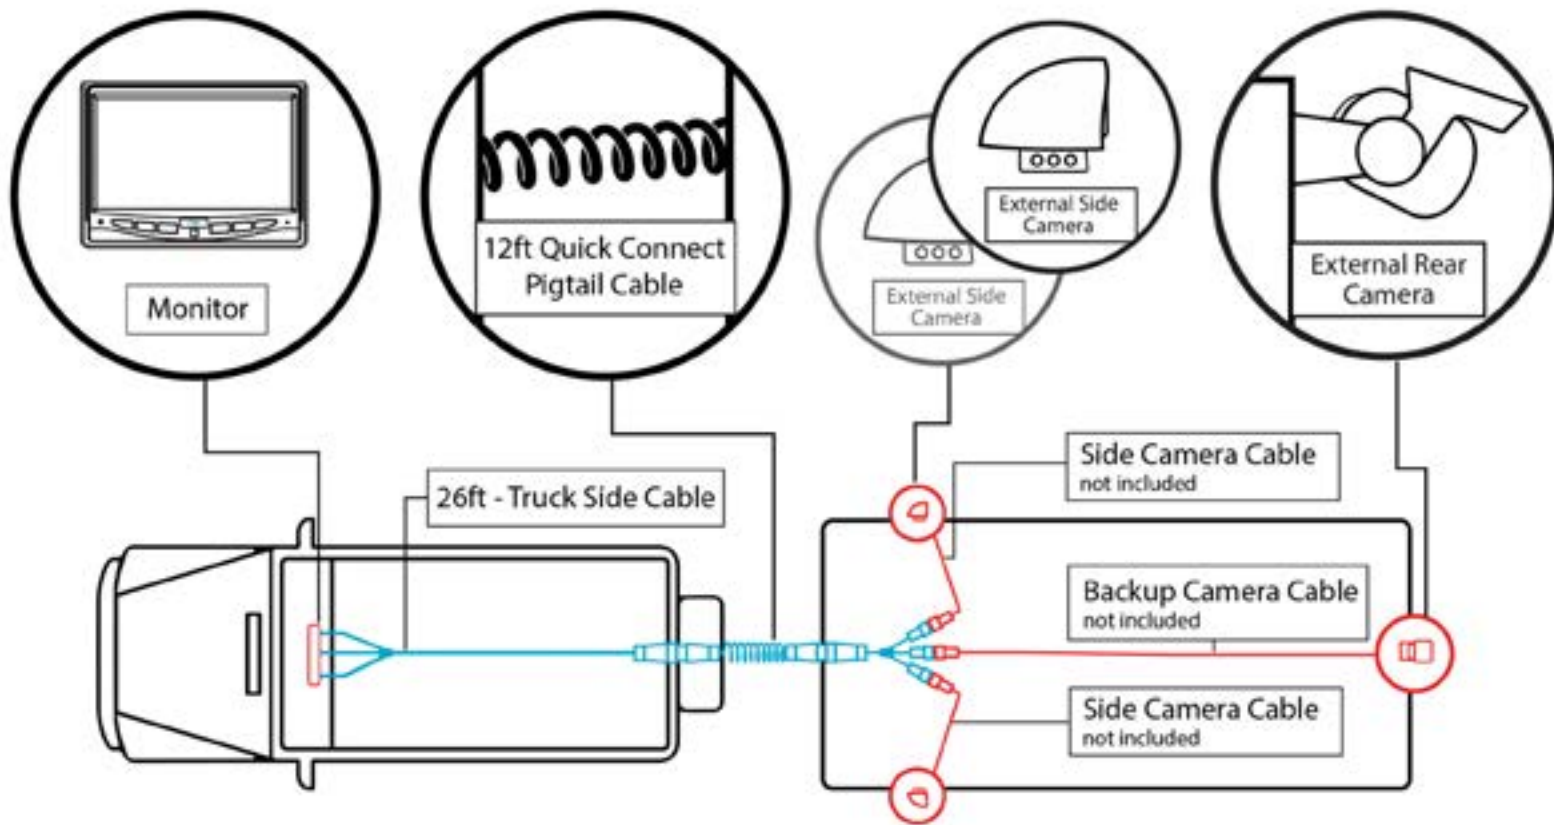 Monitor
12ft Quick Connect
Pigtail Cable
External Side
Camera
External Side
Camera
External Rear
Camera
26ft - Truck Side Cable
Side Camera Cable
not included
Backup Camera Cable
not included
Side Camera Cable
not included